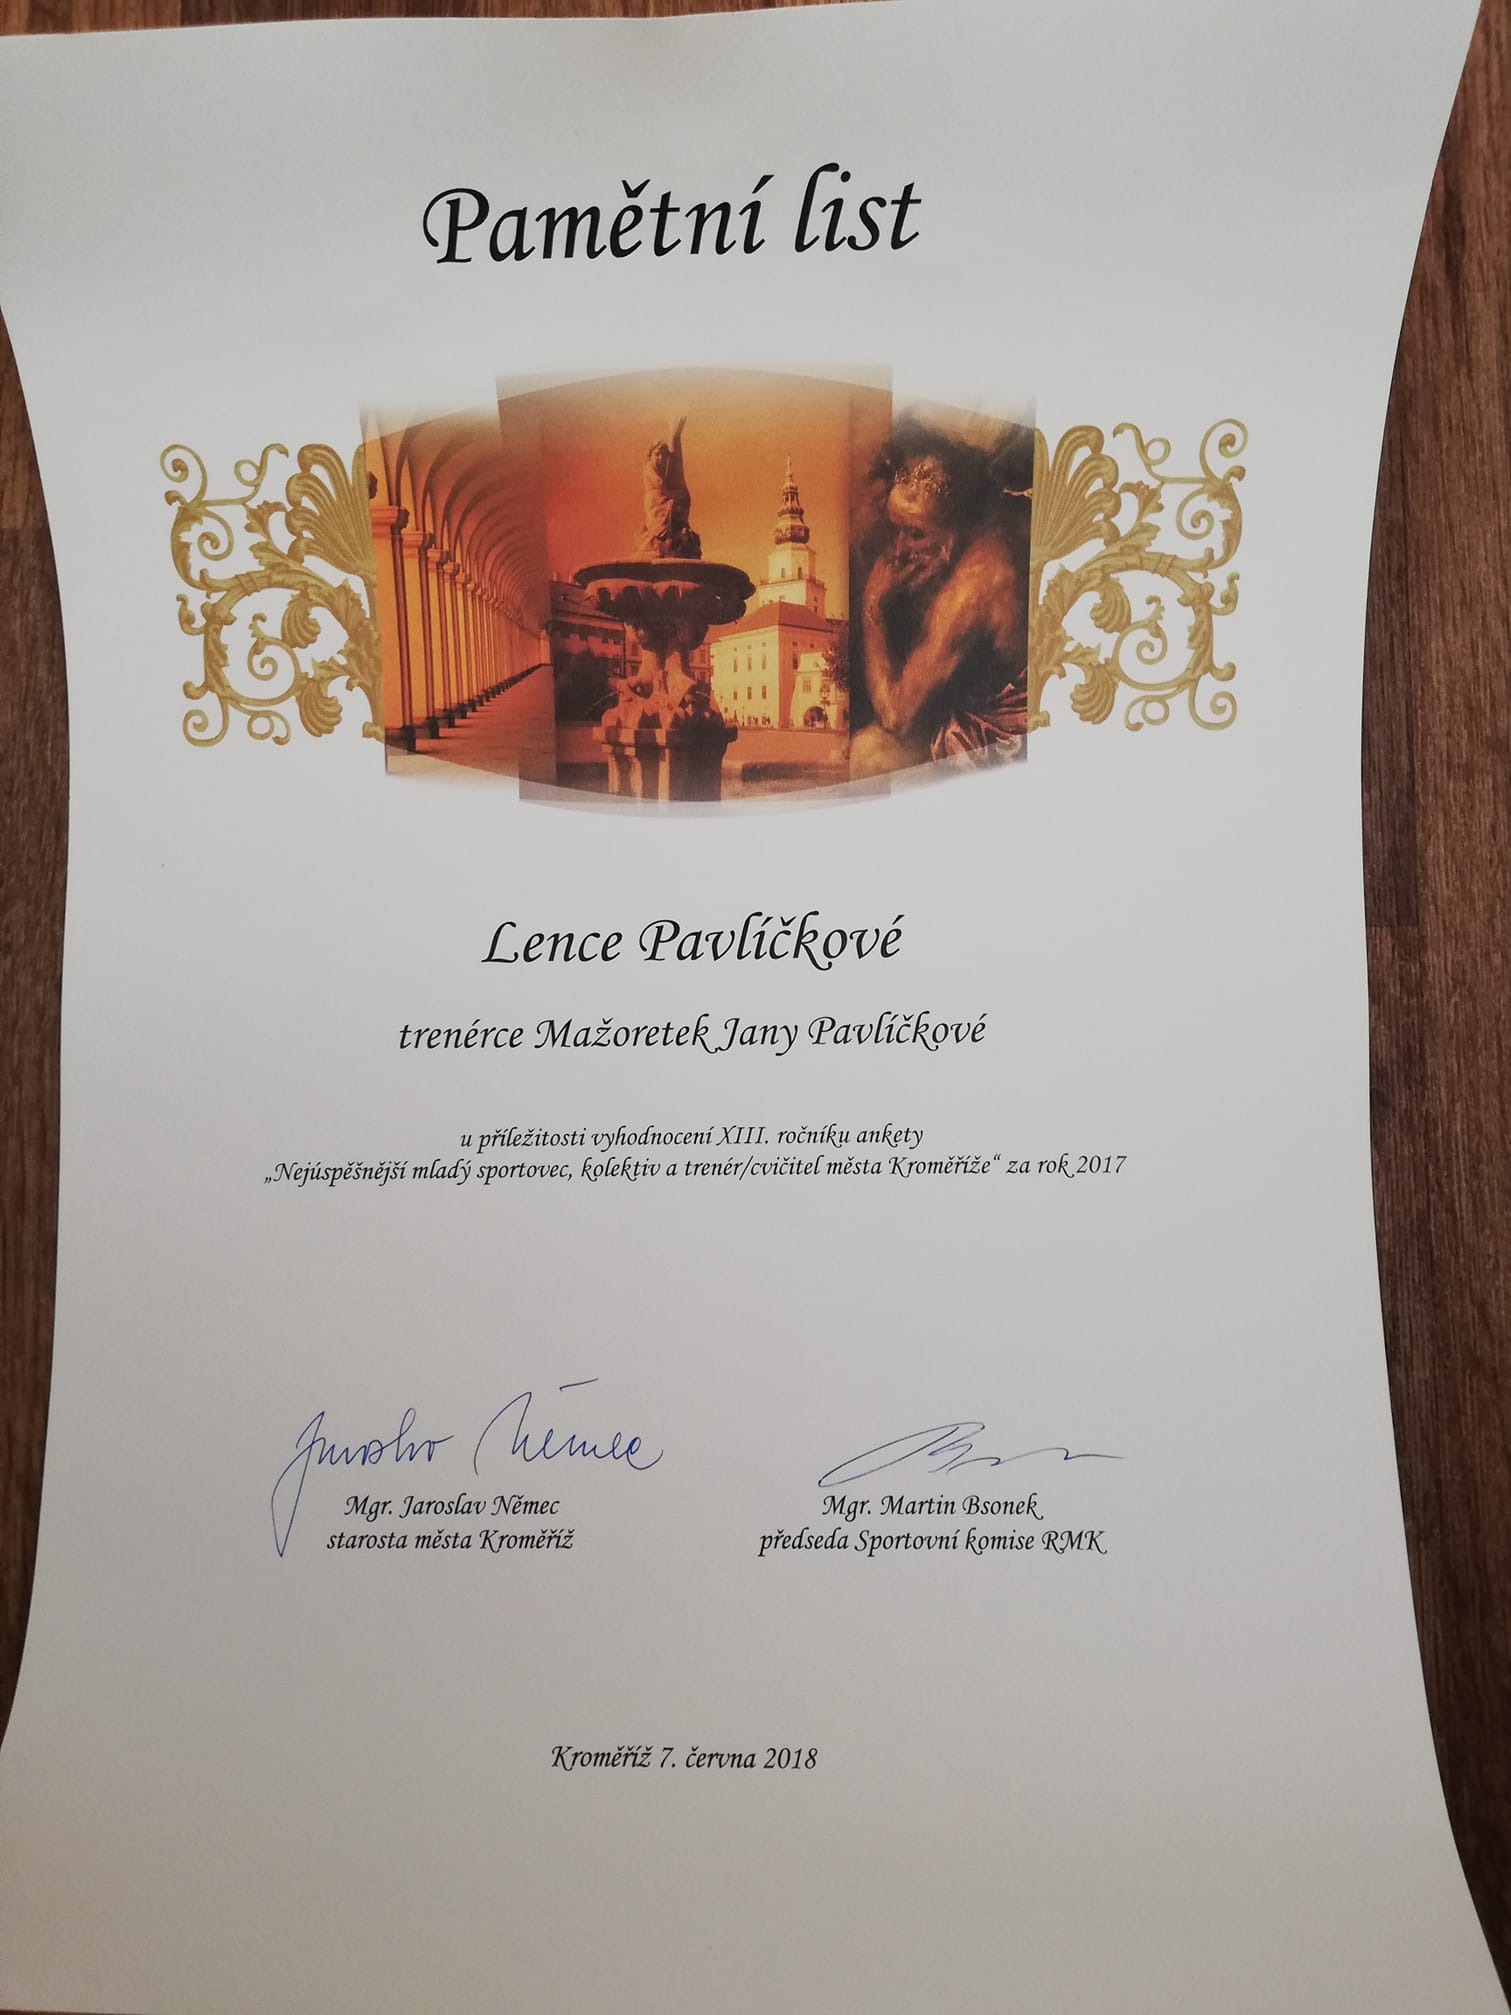 Pamětní list
Lence Pavlíčkové
trenérce Mažoretek Jany Pavlíčkové
u příležitosti vyhodnocení XIII. ročníku ankety
„Nejúspěšnější mladý sportovec, kolektiv a trenér/cvičitel města Kroměříže“ za rok 2017
Jaroslav Němec
Mgr. Jaroslav Němec
starosta města Kroměříž
Mgr. Martin Bsonek
předseda Sportovní komise RMK
Kroměříž 7. června 2018